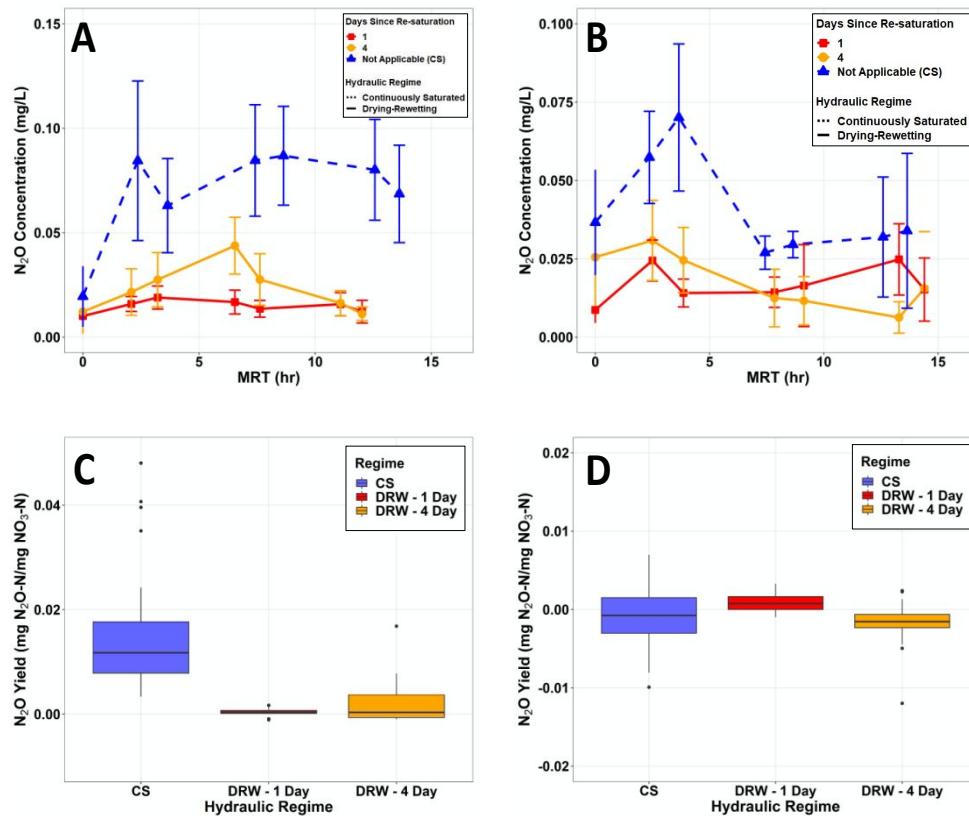 A
N₂O Concentration (mg/L)
0.15
0.10
0.05
0.00
0
5
10
15
MRT (hr)
Days Since Re-saturation
1
4
Not Applicable (CS)
Hydraulic Regime
Continuously Saturated
Drying-Rewetting
B
N₂O Concentration (mg/L)
0.100
0.075
0.050
0.025
0.000
0
5
10
15
MRT (hr)
Days Since Re-saturation
1
4
Not Applicable (CS)
Hydraulic Regime
Continuously Saturated
Drying-Rewetting
C
N₂O Yield (mg N₂O-N/mg NO₃-N)
0.04
0.02
0.00
CS
DRW - 1 Day
DRW - 4 Day
Hydraulic Regime
Regime
CS
DRW - 1 Day
DRW - 4 Day
D
N₂O Yield (mg N₂O-N/mg NO₃-N)
0.02
0.01
0.00
-0.01
-0.02
CS
DRW - 1 Day
DRW - 4 Day
Hydraulic Regime
Regime
CS
DRW - 1 Day
DRW - 4 Day